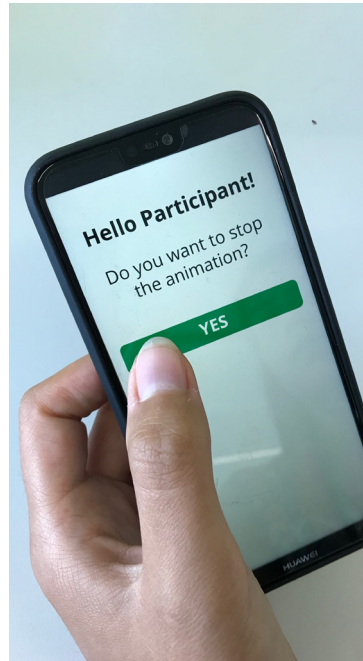 Hello Participant!
Do you want to stop
the animation?
YES
HUAWEI